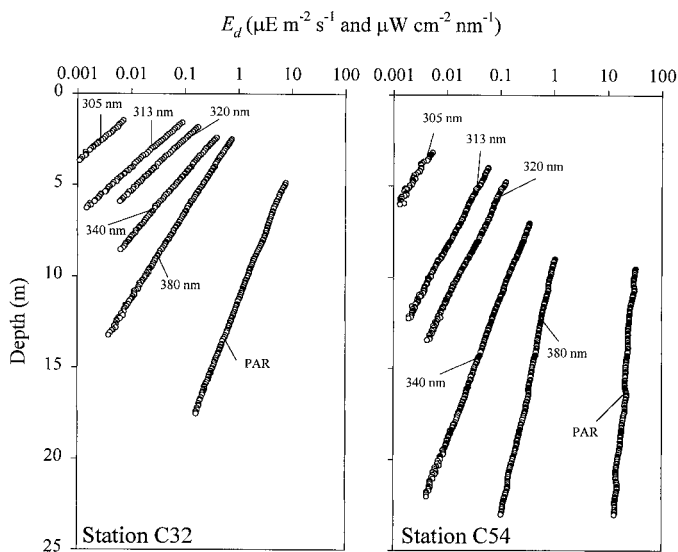 E_d (µE m⁻² s⁻¹ and µW cm⁻² nm⁻¹)
0.001 0.01 0.1 1 10 100
0.001 0.01 0.1 1 10 100
Depth (m)
0
5
10
15
20
25
305 nm
313 nm
320 nm
340 nm
380 nm
PAR
Station C32
305 nm
313 nm
320 nm
340 nm
380 nm
PAR
Station C54